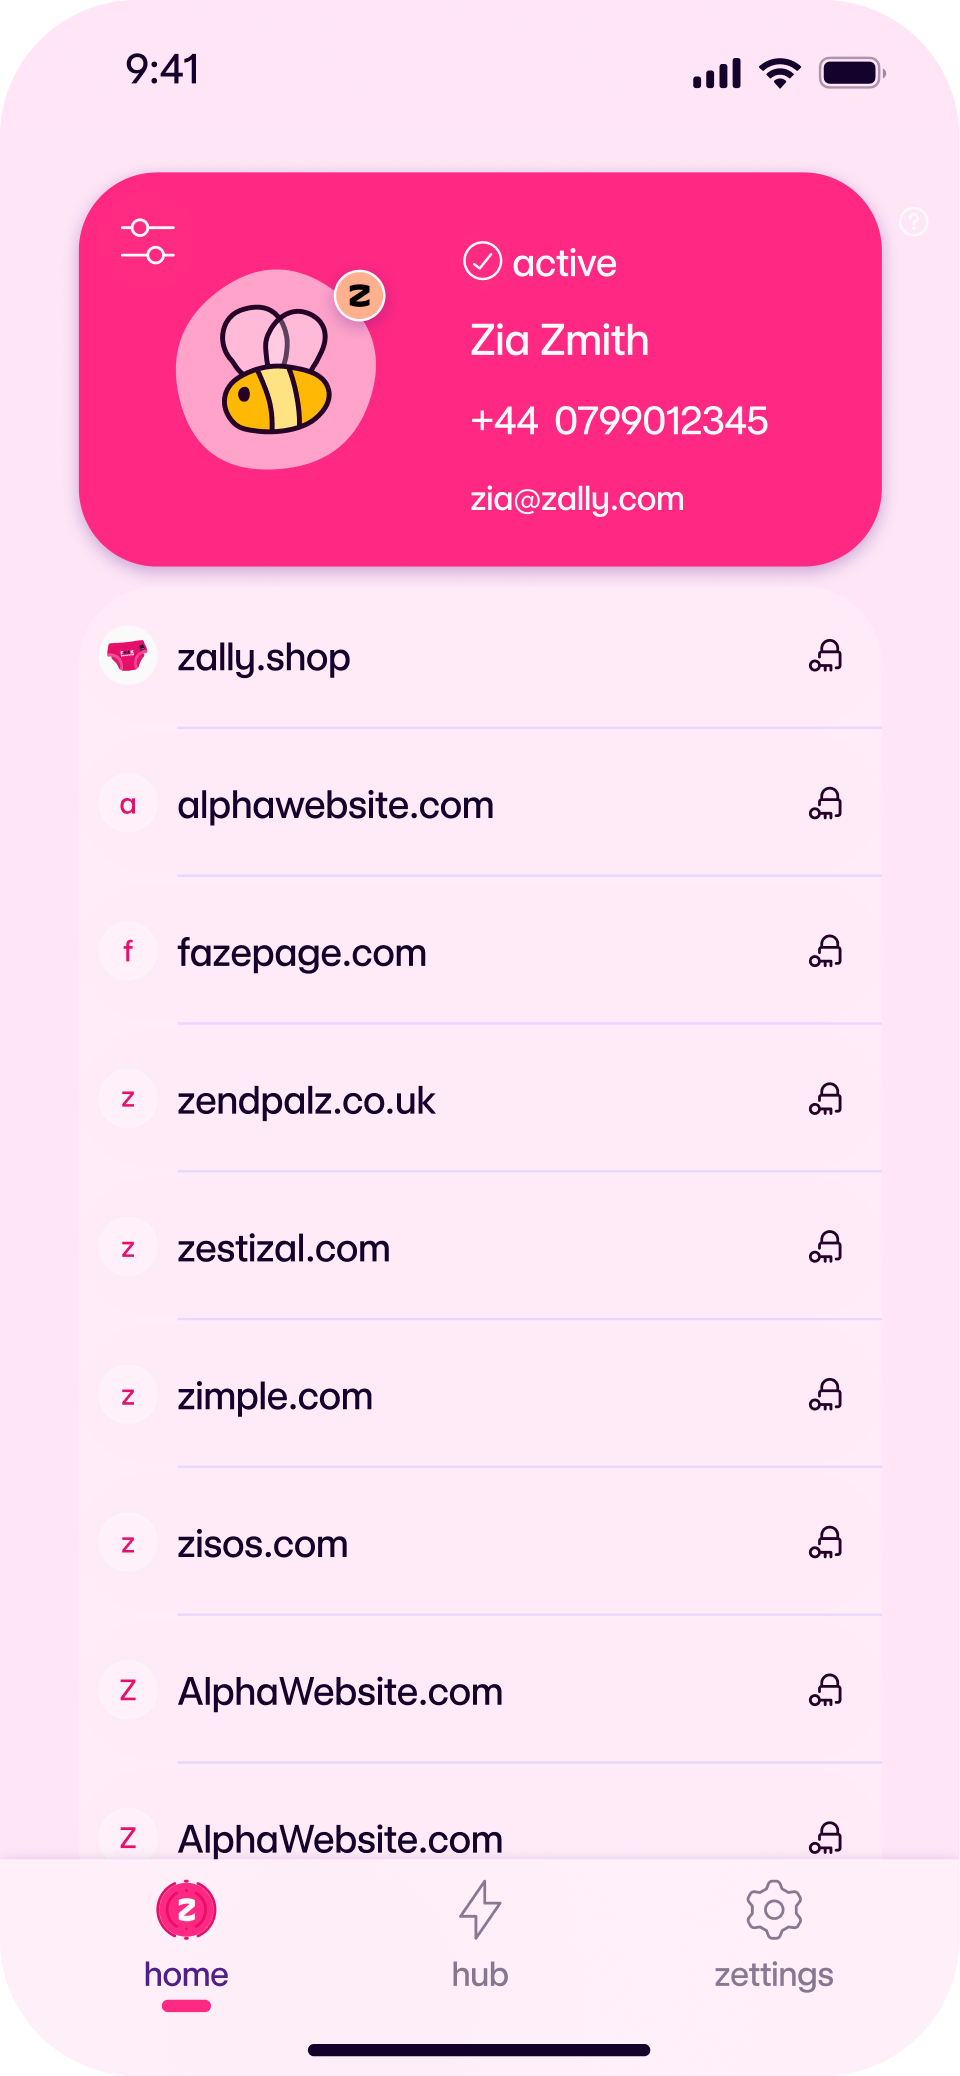 9:41
?
z
active
Zia Zmith
+44 0799012345
zia@zally.com
zally.shop
a alphawebsite.com
f fazepage.com
z zendpalz.co.uk
z zestizal.com
z zimple.com
z zisos.com
Z AlphaWebsite.com
Z AlphaWebsite.com
z
home hub zettings